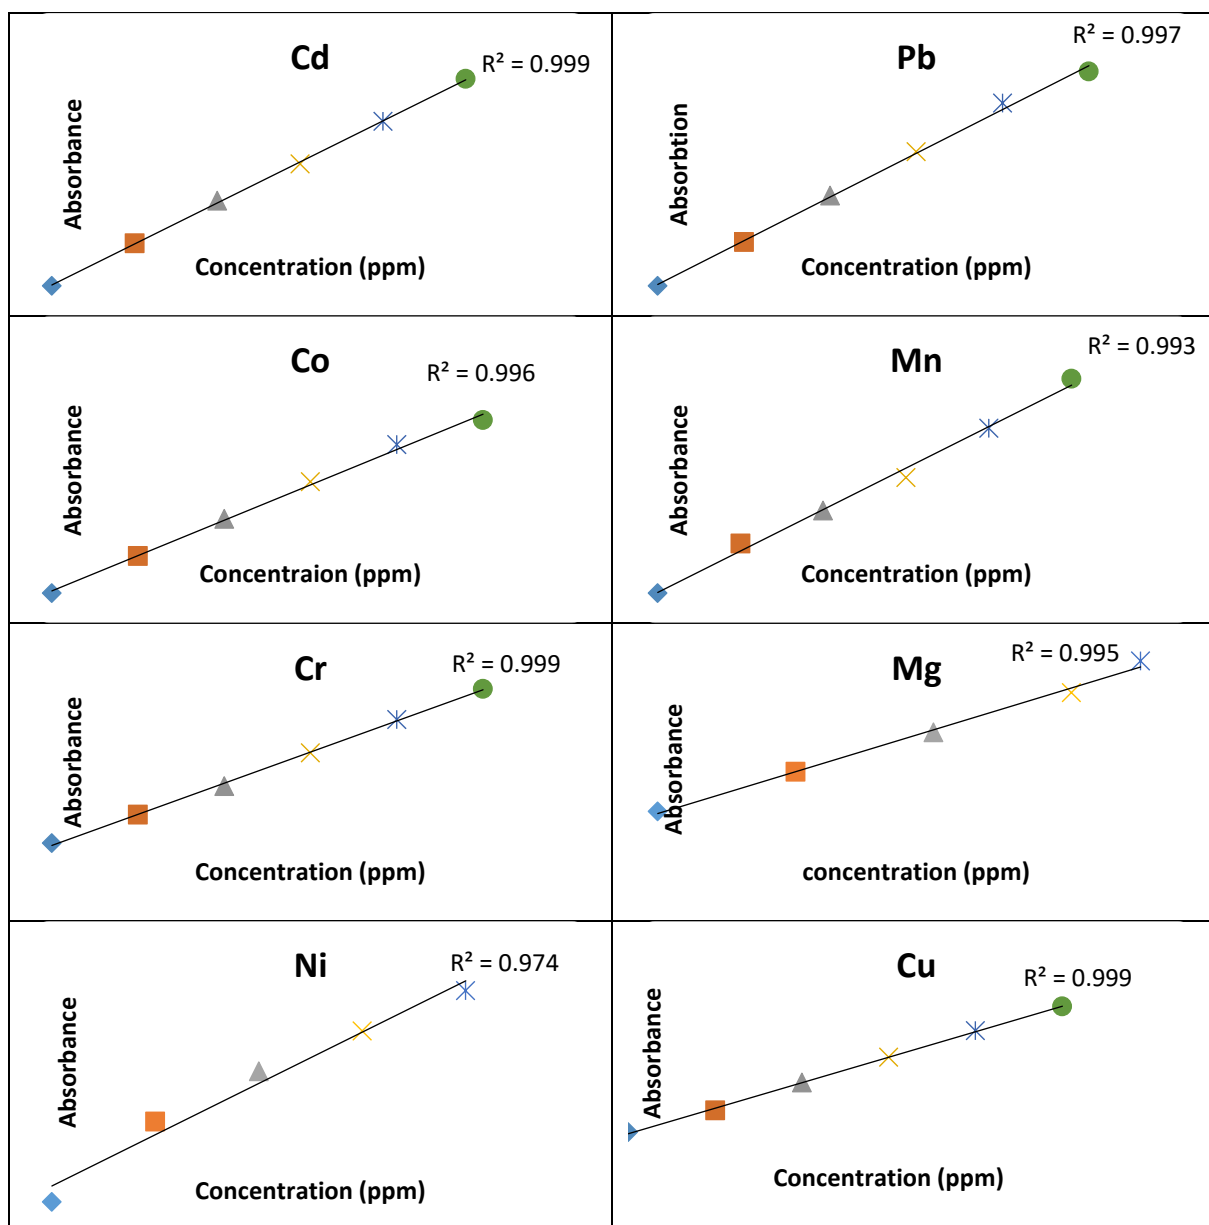 Cd
R² = 0.999
Absorbance
Concentration (ppm)
Pb
R² = 0.997
Absorbtion
Concentration (ppm)
Co
R² = 0.996
Absorbance
Concentraion (ppm)
Mn
R² = 0.993
Absorbance
Concentration (ppm)
Cr
R² = 0.999
Absorbance
Concentration (ppm)
Mg
R² = 0.995
Absorbance
concentration (ppm)
Ni
R² = 0.974
Absorbance
Concentration (ppm)
Cu
R² = 0.999
Absorbance
Concentration (ppm)